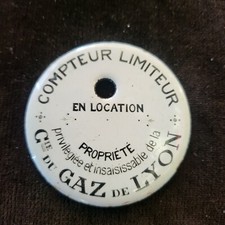 COMPTEUR LIMITEUR
EN LOCATION
PROPRIÉTÉ
privilégiée et insaisissable de la
Cie DU GAZ DE LYON